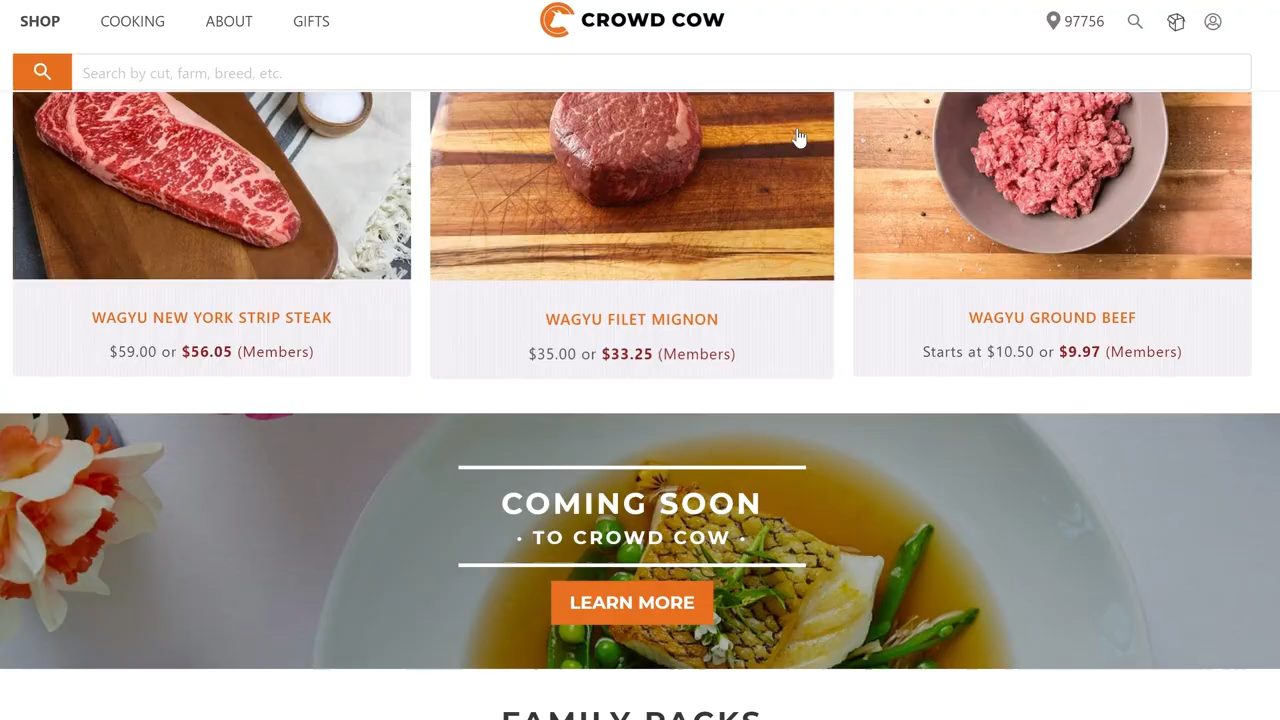 SHOP COOKING ABOUT GIFTS CROWD COW 97756
Search by cut, farm, breed, etc.
WAGYU NEW YORK STRIP STEAK
$59.00 or $56.05 (Members)
WAGYU FILET MIGNON
$35.00 or $33.25 (Members)
WAGYU GROUND BEEF
Starts at $10.50 or $9.97 (Members)
COMING SOON
· TO CROWD COW ·
LEARN MORE
FAMILY PACKS